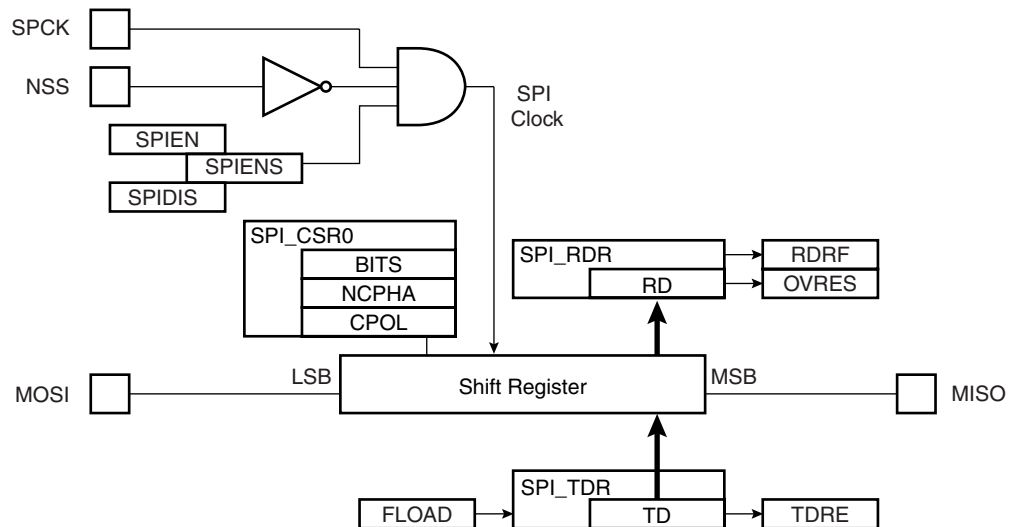 SPCK
NSS
SPI
Clock
SPIEN
SPIENS
SPIDIS
SPI_CSR0
BITS
NCPHA
CPOL
SPI_RDR
RD
RDRF
OVRES
MOSI
LSB
Shift Register
MSB
MISO
SPI_TDR
FLOAD
TD
TDRE